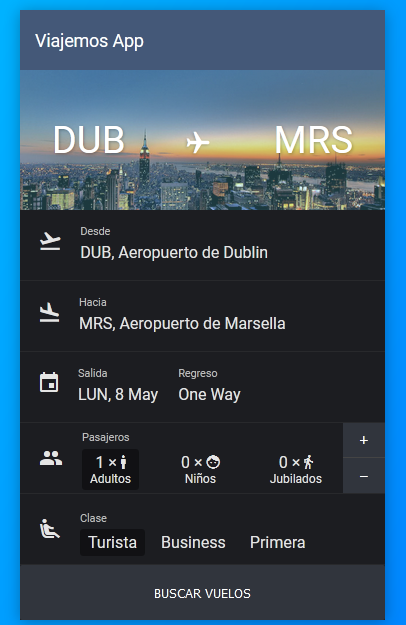 Viajemos App
DUB MRS
Desde
DUB, Aeropuerto de Dublin
Hacia
MRS, Aeropuerto de Marsella
Salida Regreso
LUN, 8 May One Way
Pasajeros
+
1 × 0 × 0 ×
Adultos Niños Jubilados
−
Clase
Turista Business Primera
BUSCAR VUELOS